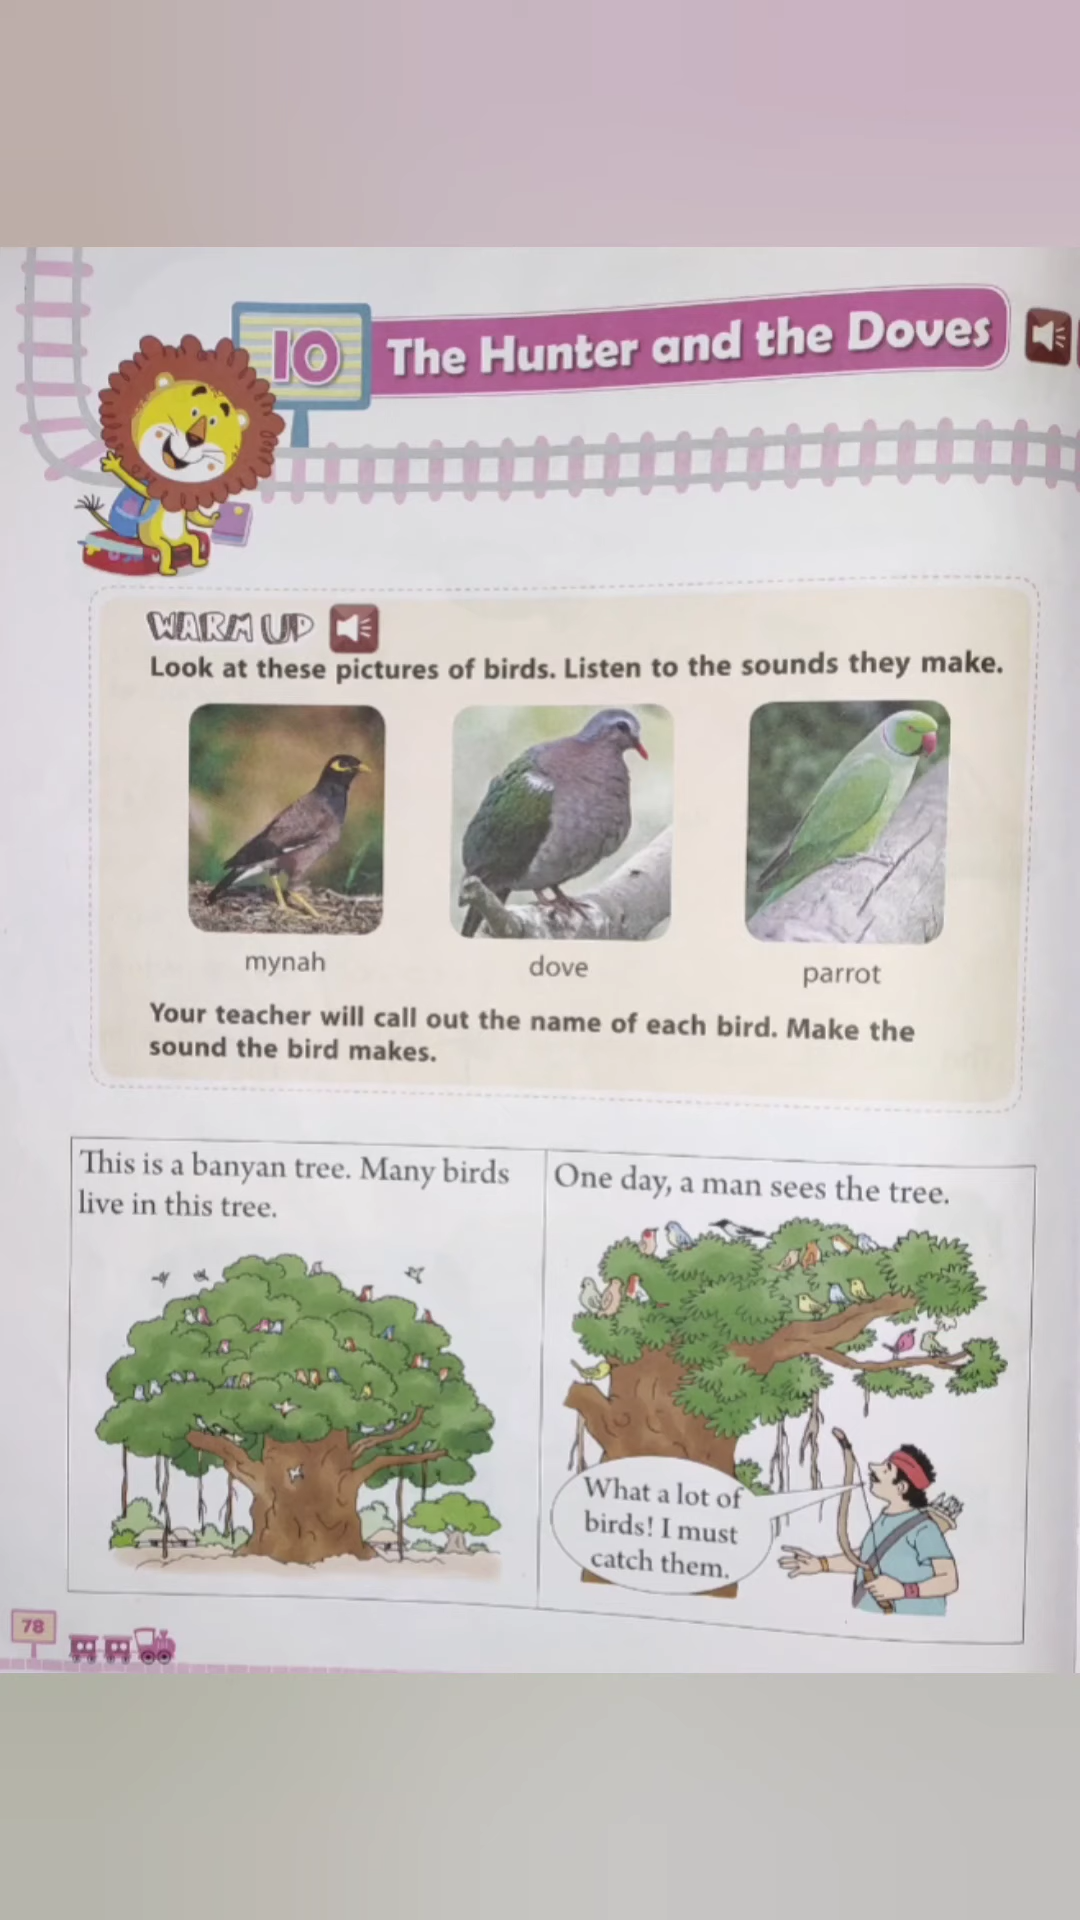 10
The Hunter and the Doves
WARM UP
Look at these pictures of birds. Listen to the sounds they make.
mynah
dove
parrot
Your teacher will call out the name of each bird. Make the
sound the bird makes.
This is a banyan tree. Many birds
live in this tree.
One day, a man sees the tree.
What a lot of
birds! I must
catch them.
78